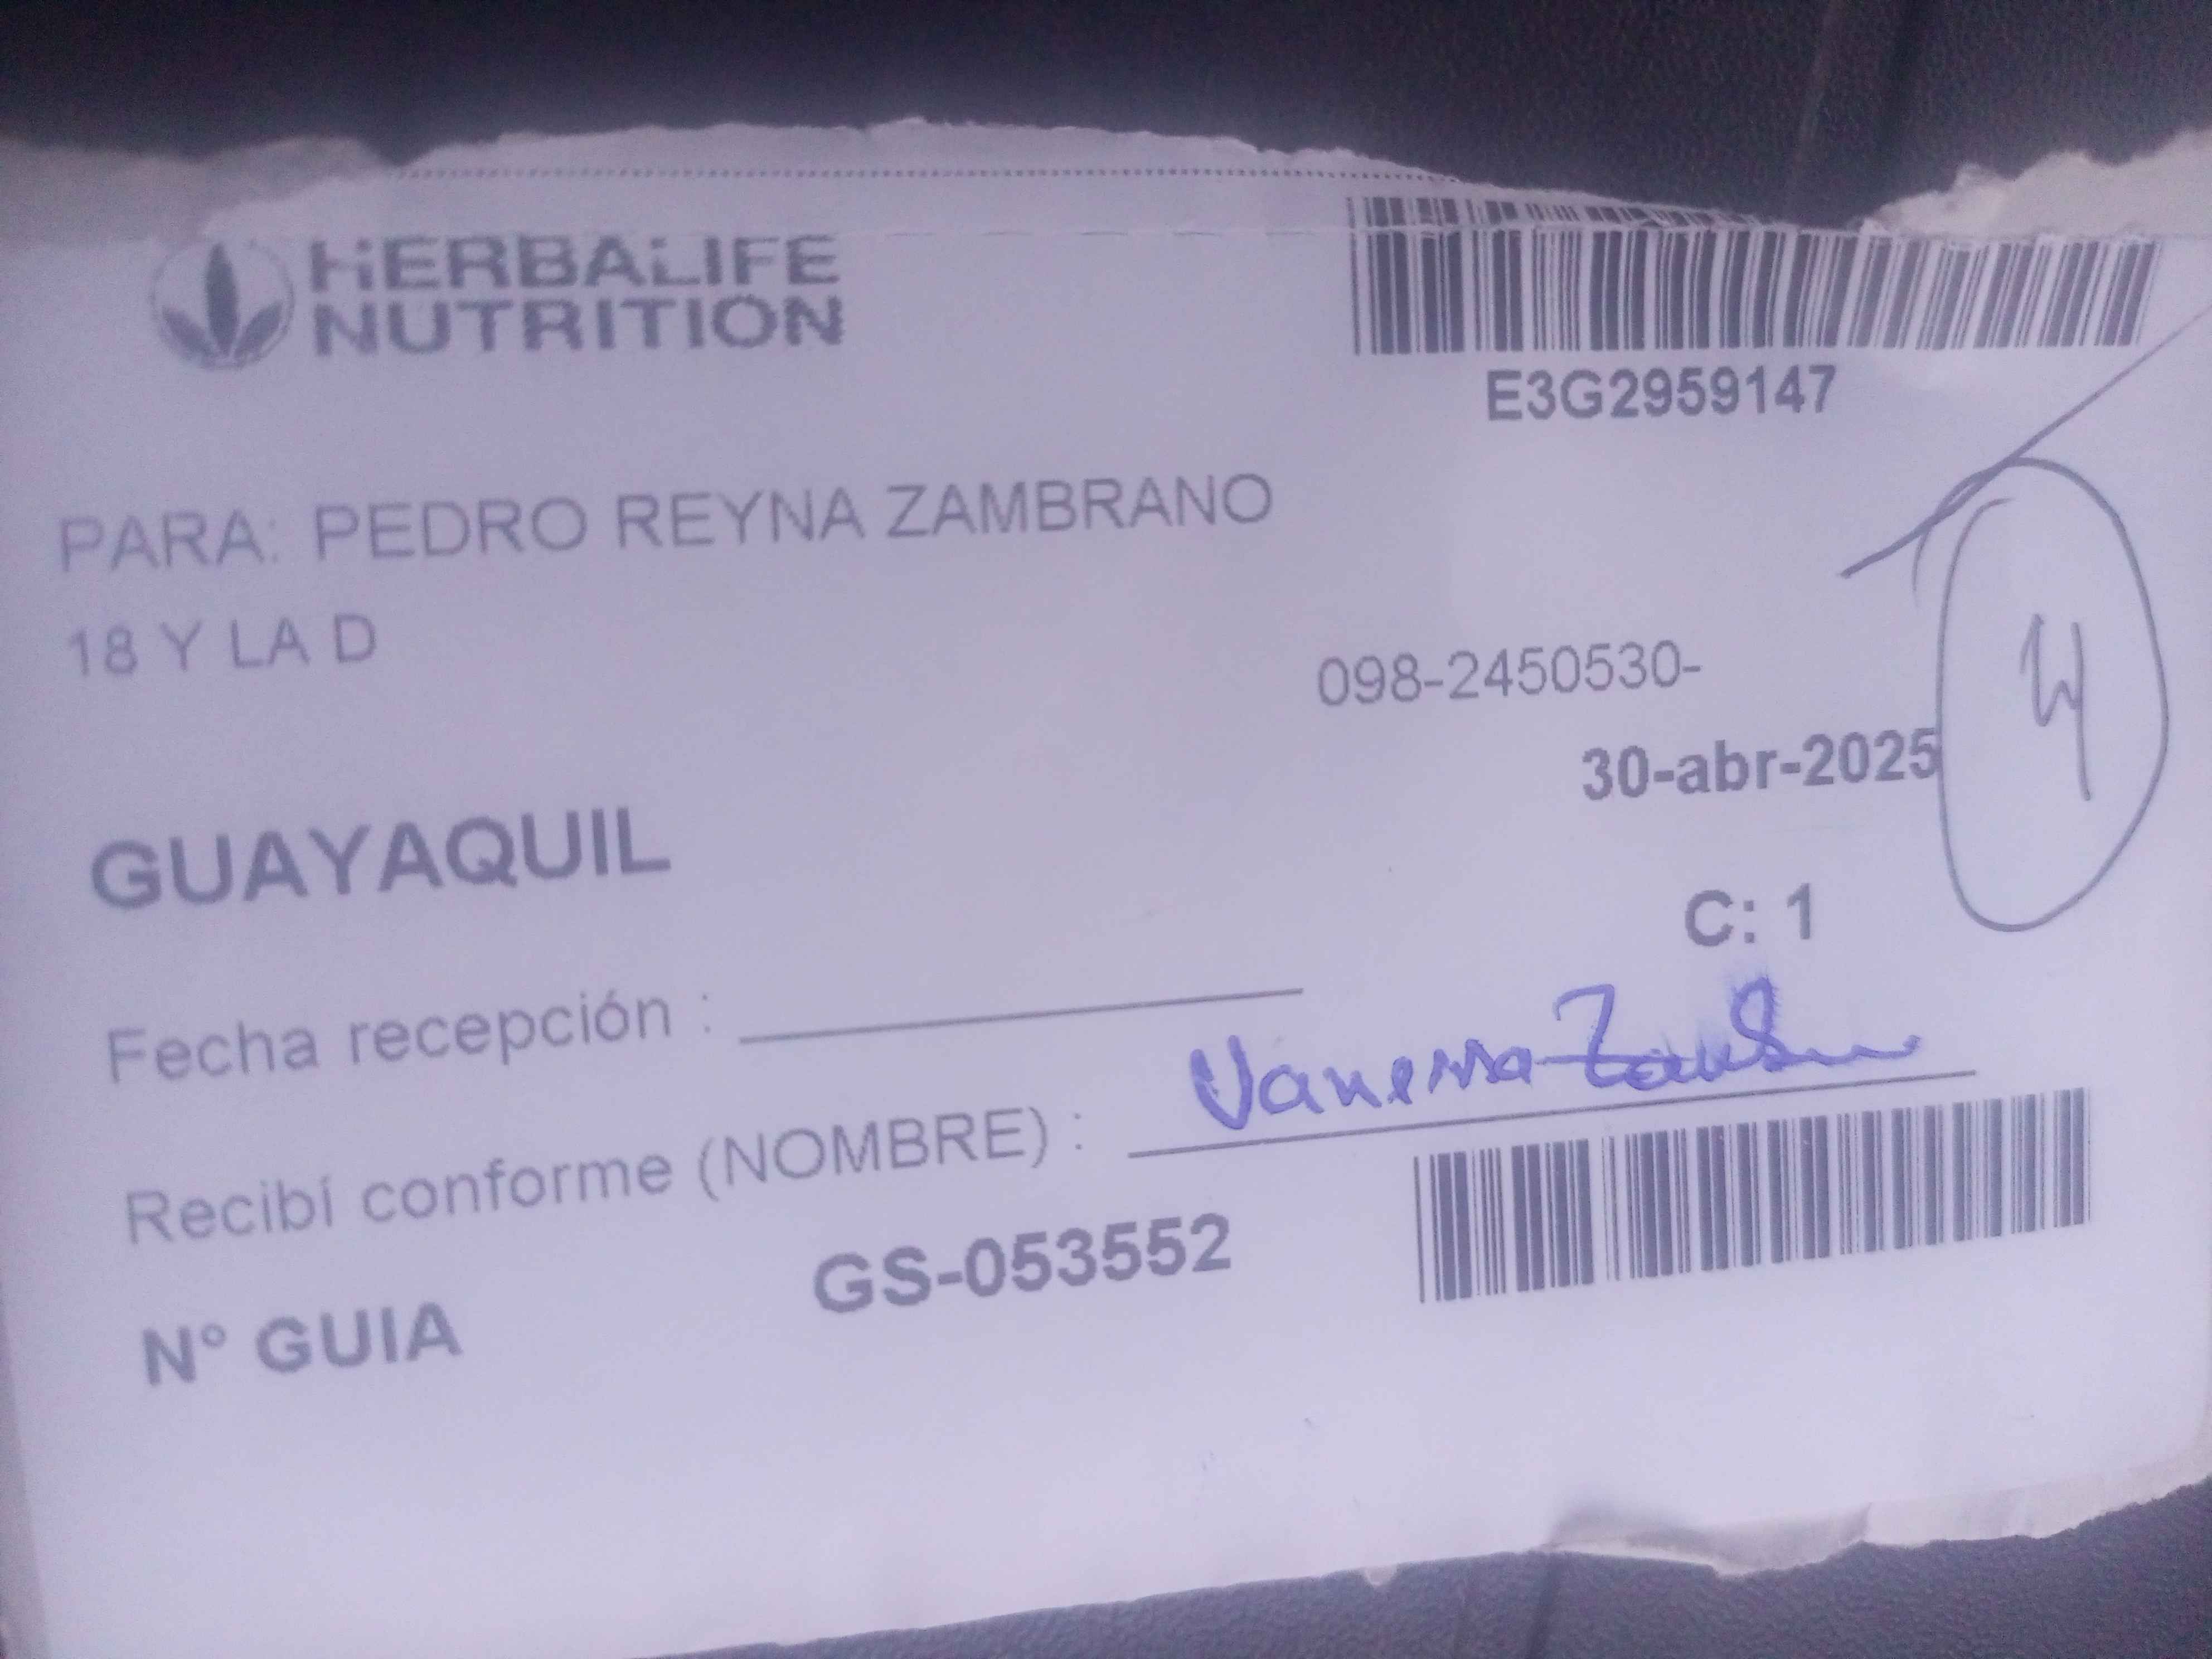 HERBALIFE
NUTRITION
E3G2959147
PARA: PEDRO REYNA ZAMBRANO
18 Y LA D
098-2450530-
30-abr-2025
GUAYAQUIL
C: 1
Fecha recepción :
Recibí conforme (NOMBRE) : Vanessa
N° GUIA GS-053552